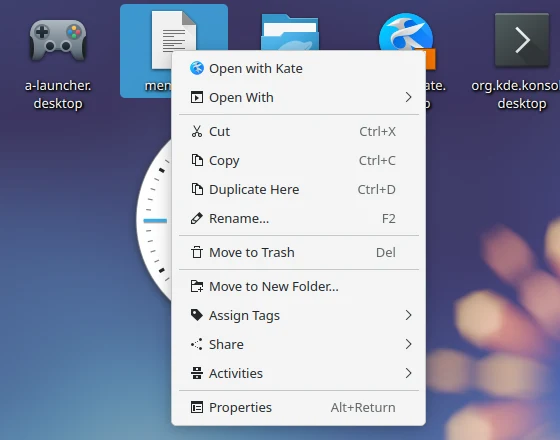 a-launcher.
desktop
org.kde.konsol
desktop
Open with Kate
Open With
Cut Ctrl+X
Copy Ctrl+C
Duplicate Here Ctrl+D
Rename... F2
Move to Trash Del
Move to New Folder...
Assign Tags
Share
Activities
Properties Alt+Return